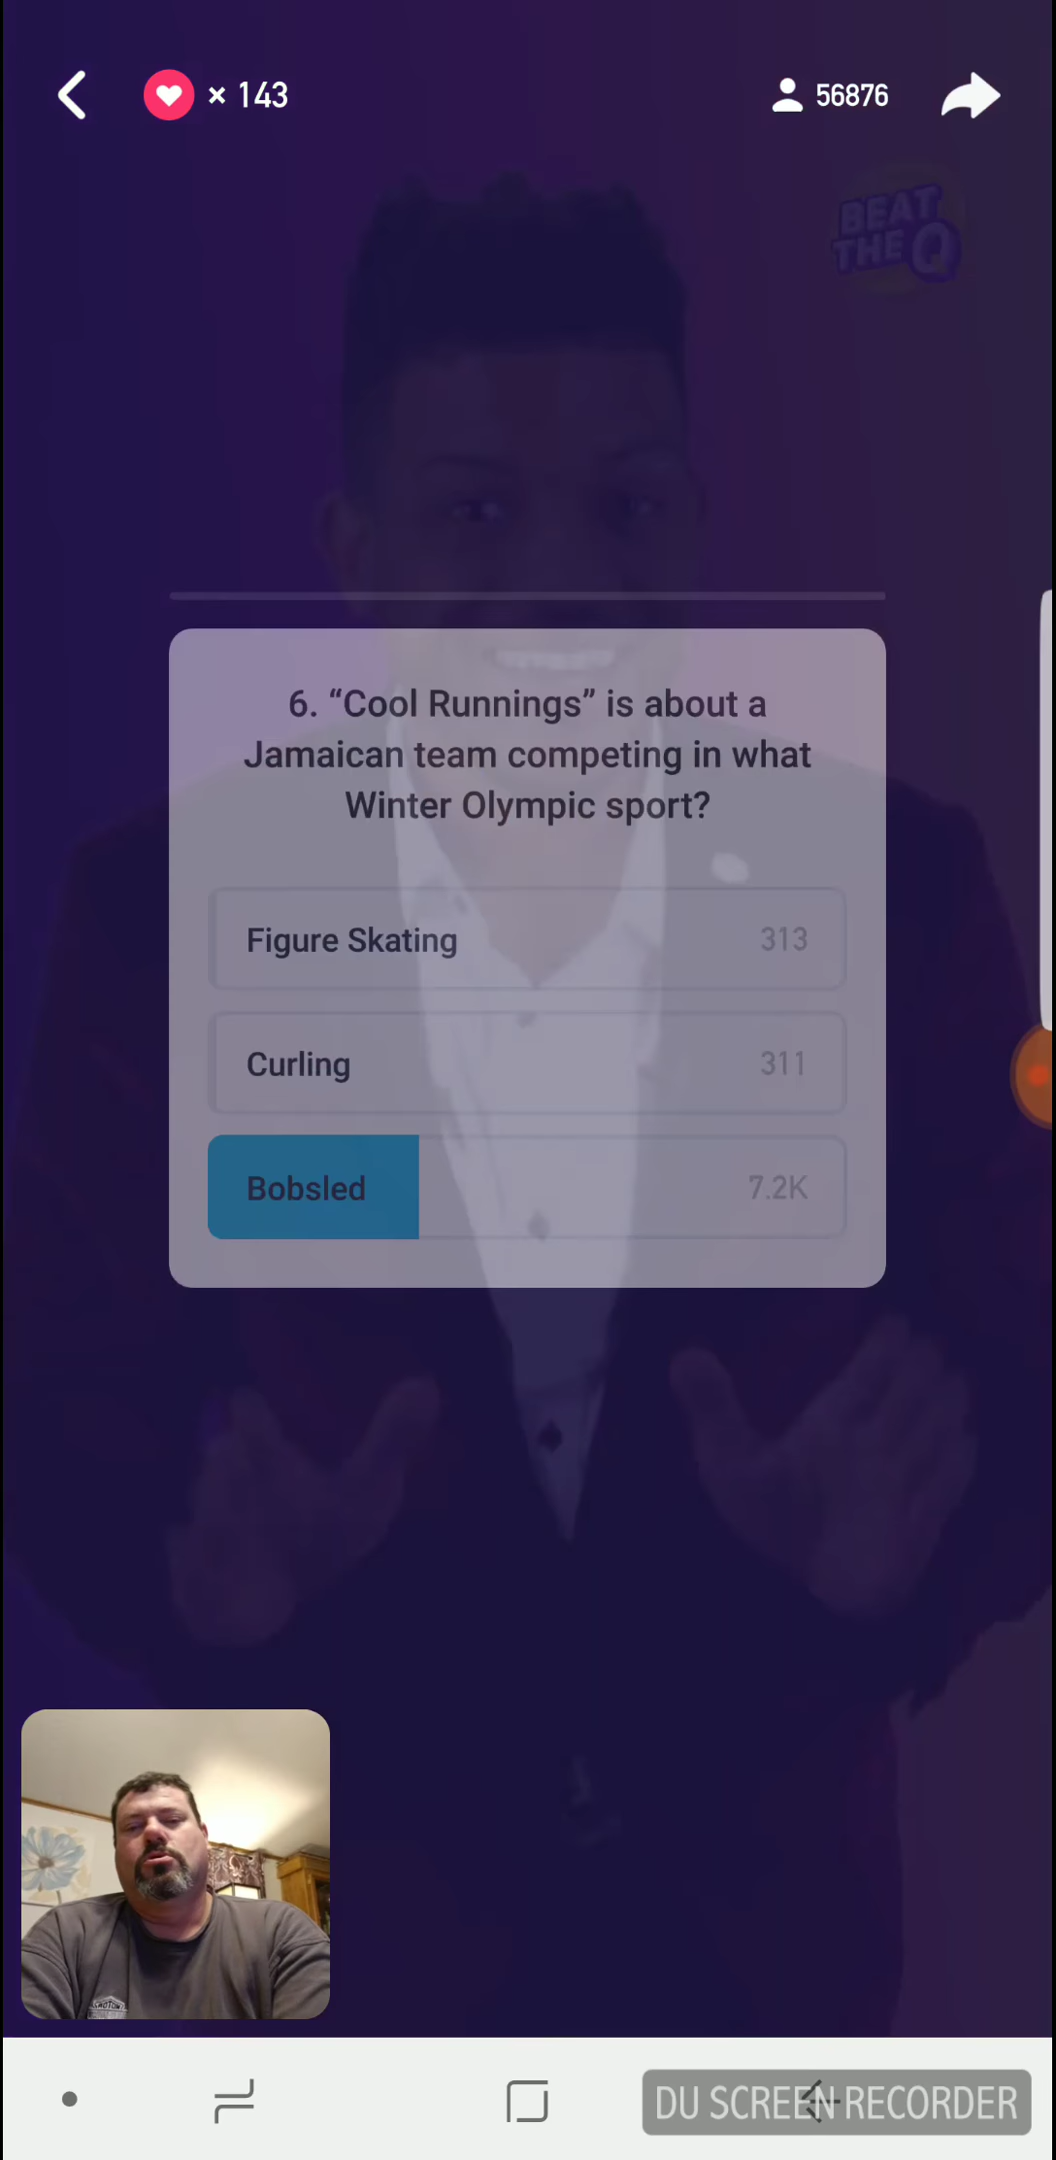 × 143
56876
BEAT
THE Q
6. “Cool Runnings” is about a
Jamaican team competing in what
Winter Olympic sport?
Figure Skating 313
Curling 311
Bobsled 7.2K
DU SCREEN RECORDER